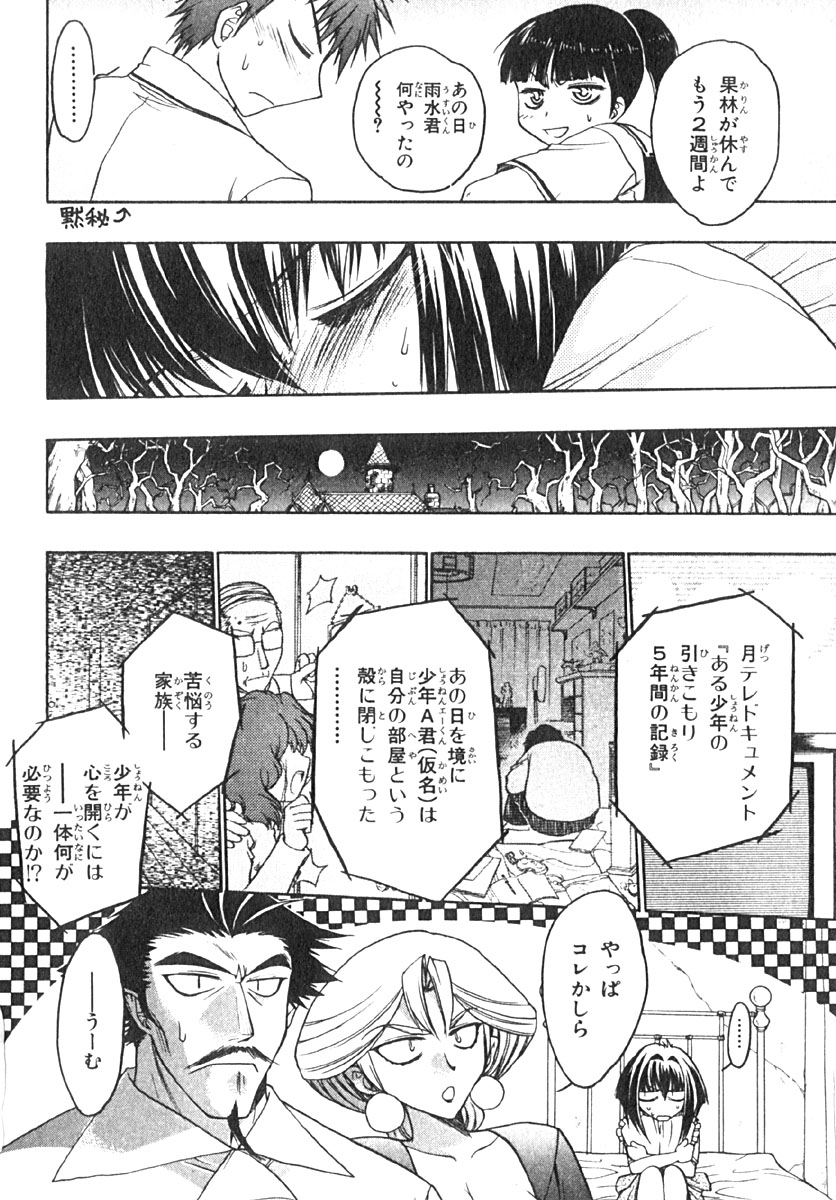 果林が休んで
もう2週間よ
あの日
雨水君
何やったの
～～？
………
黙秘
月テレドキュメント
『ある少年の
引きこもり
5年間の記録』
あの日を境に
少年A君（仮名）は
自分の部屋という
殻に閉じこもった
………
苦悩する
家族──
少年が
心を開くには
──一体何が
必要なのか!?
やっぱ
コレかしら
……
──うーむ